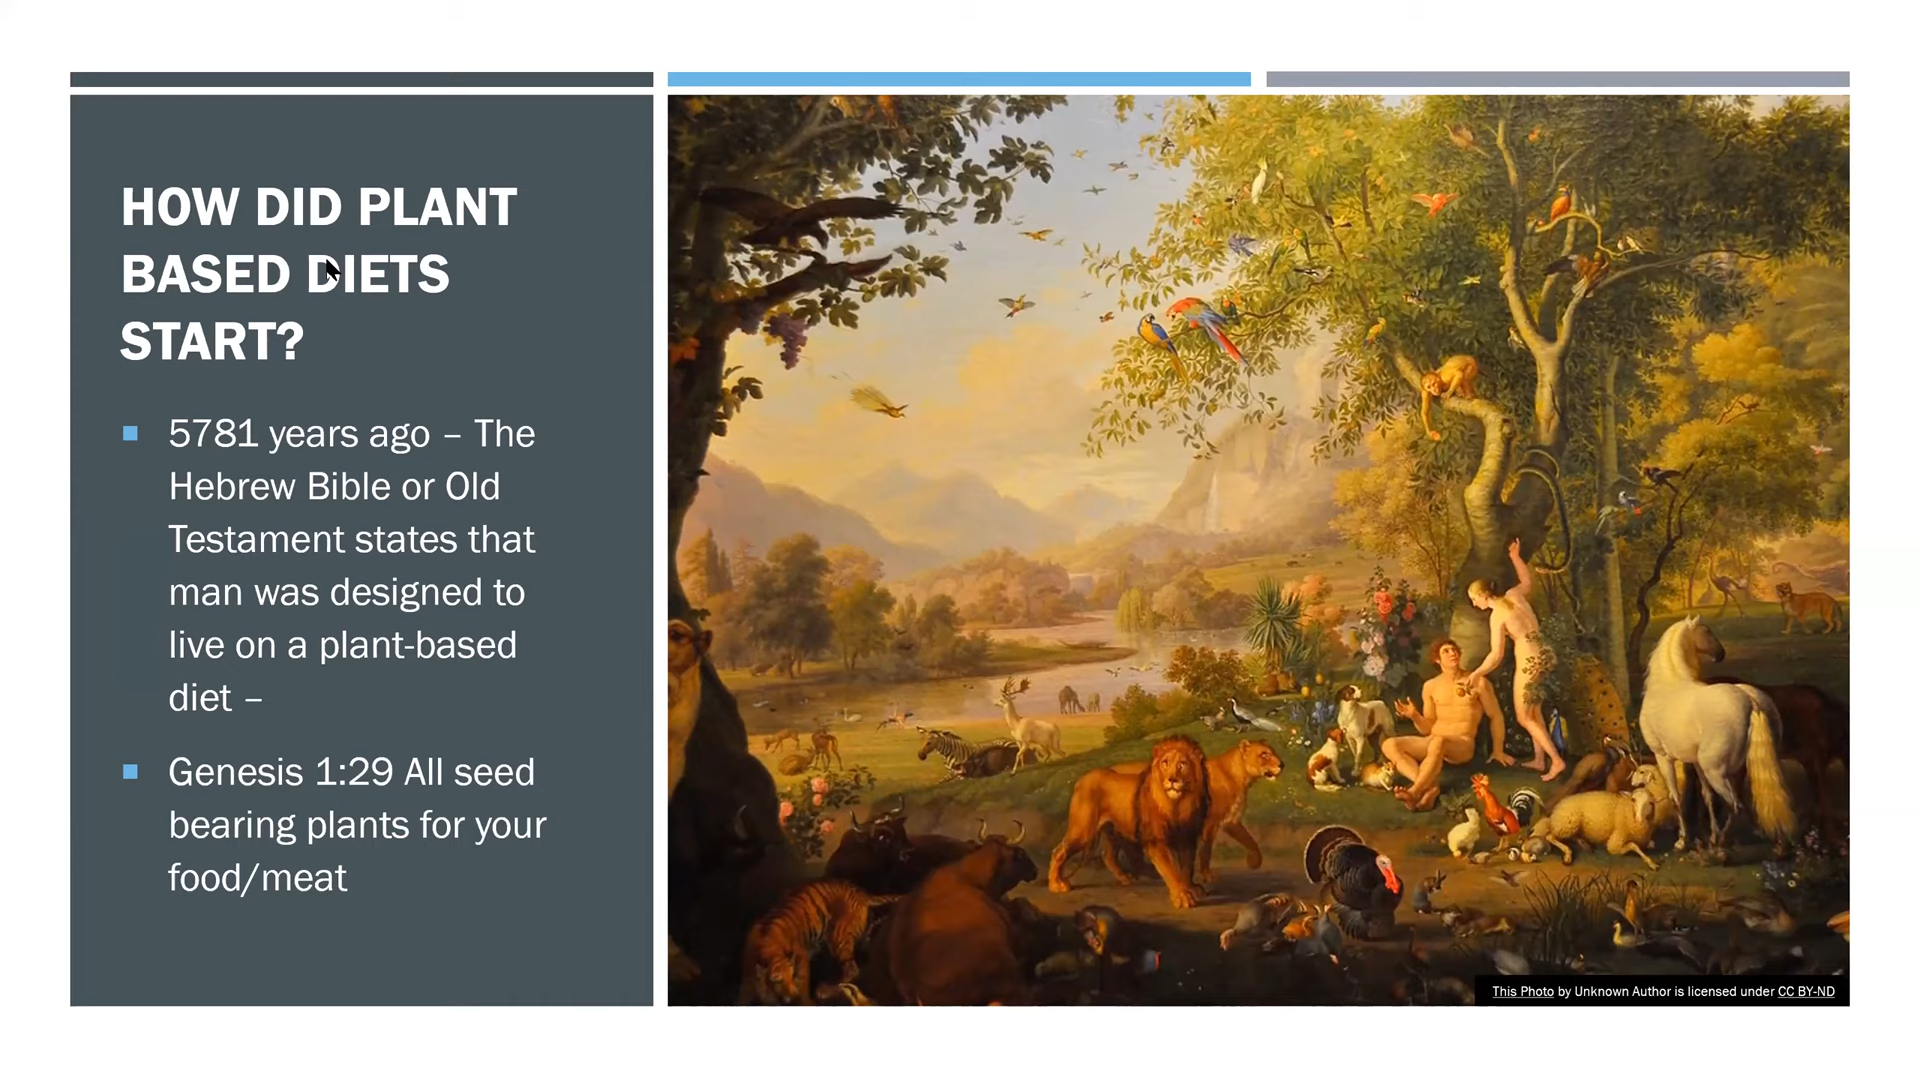 HOW DID PLANT
BASED DIETS
START?
5781 years ago – The
Hebrew Bible or Old
Testament states that
man was designed to
live on a plant-based
diet –
Genesis 1:29 All seed
bearing plants for your
food/meat
This Photo by Unknown Author is licensed under CC BY-ND